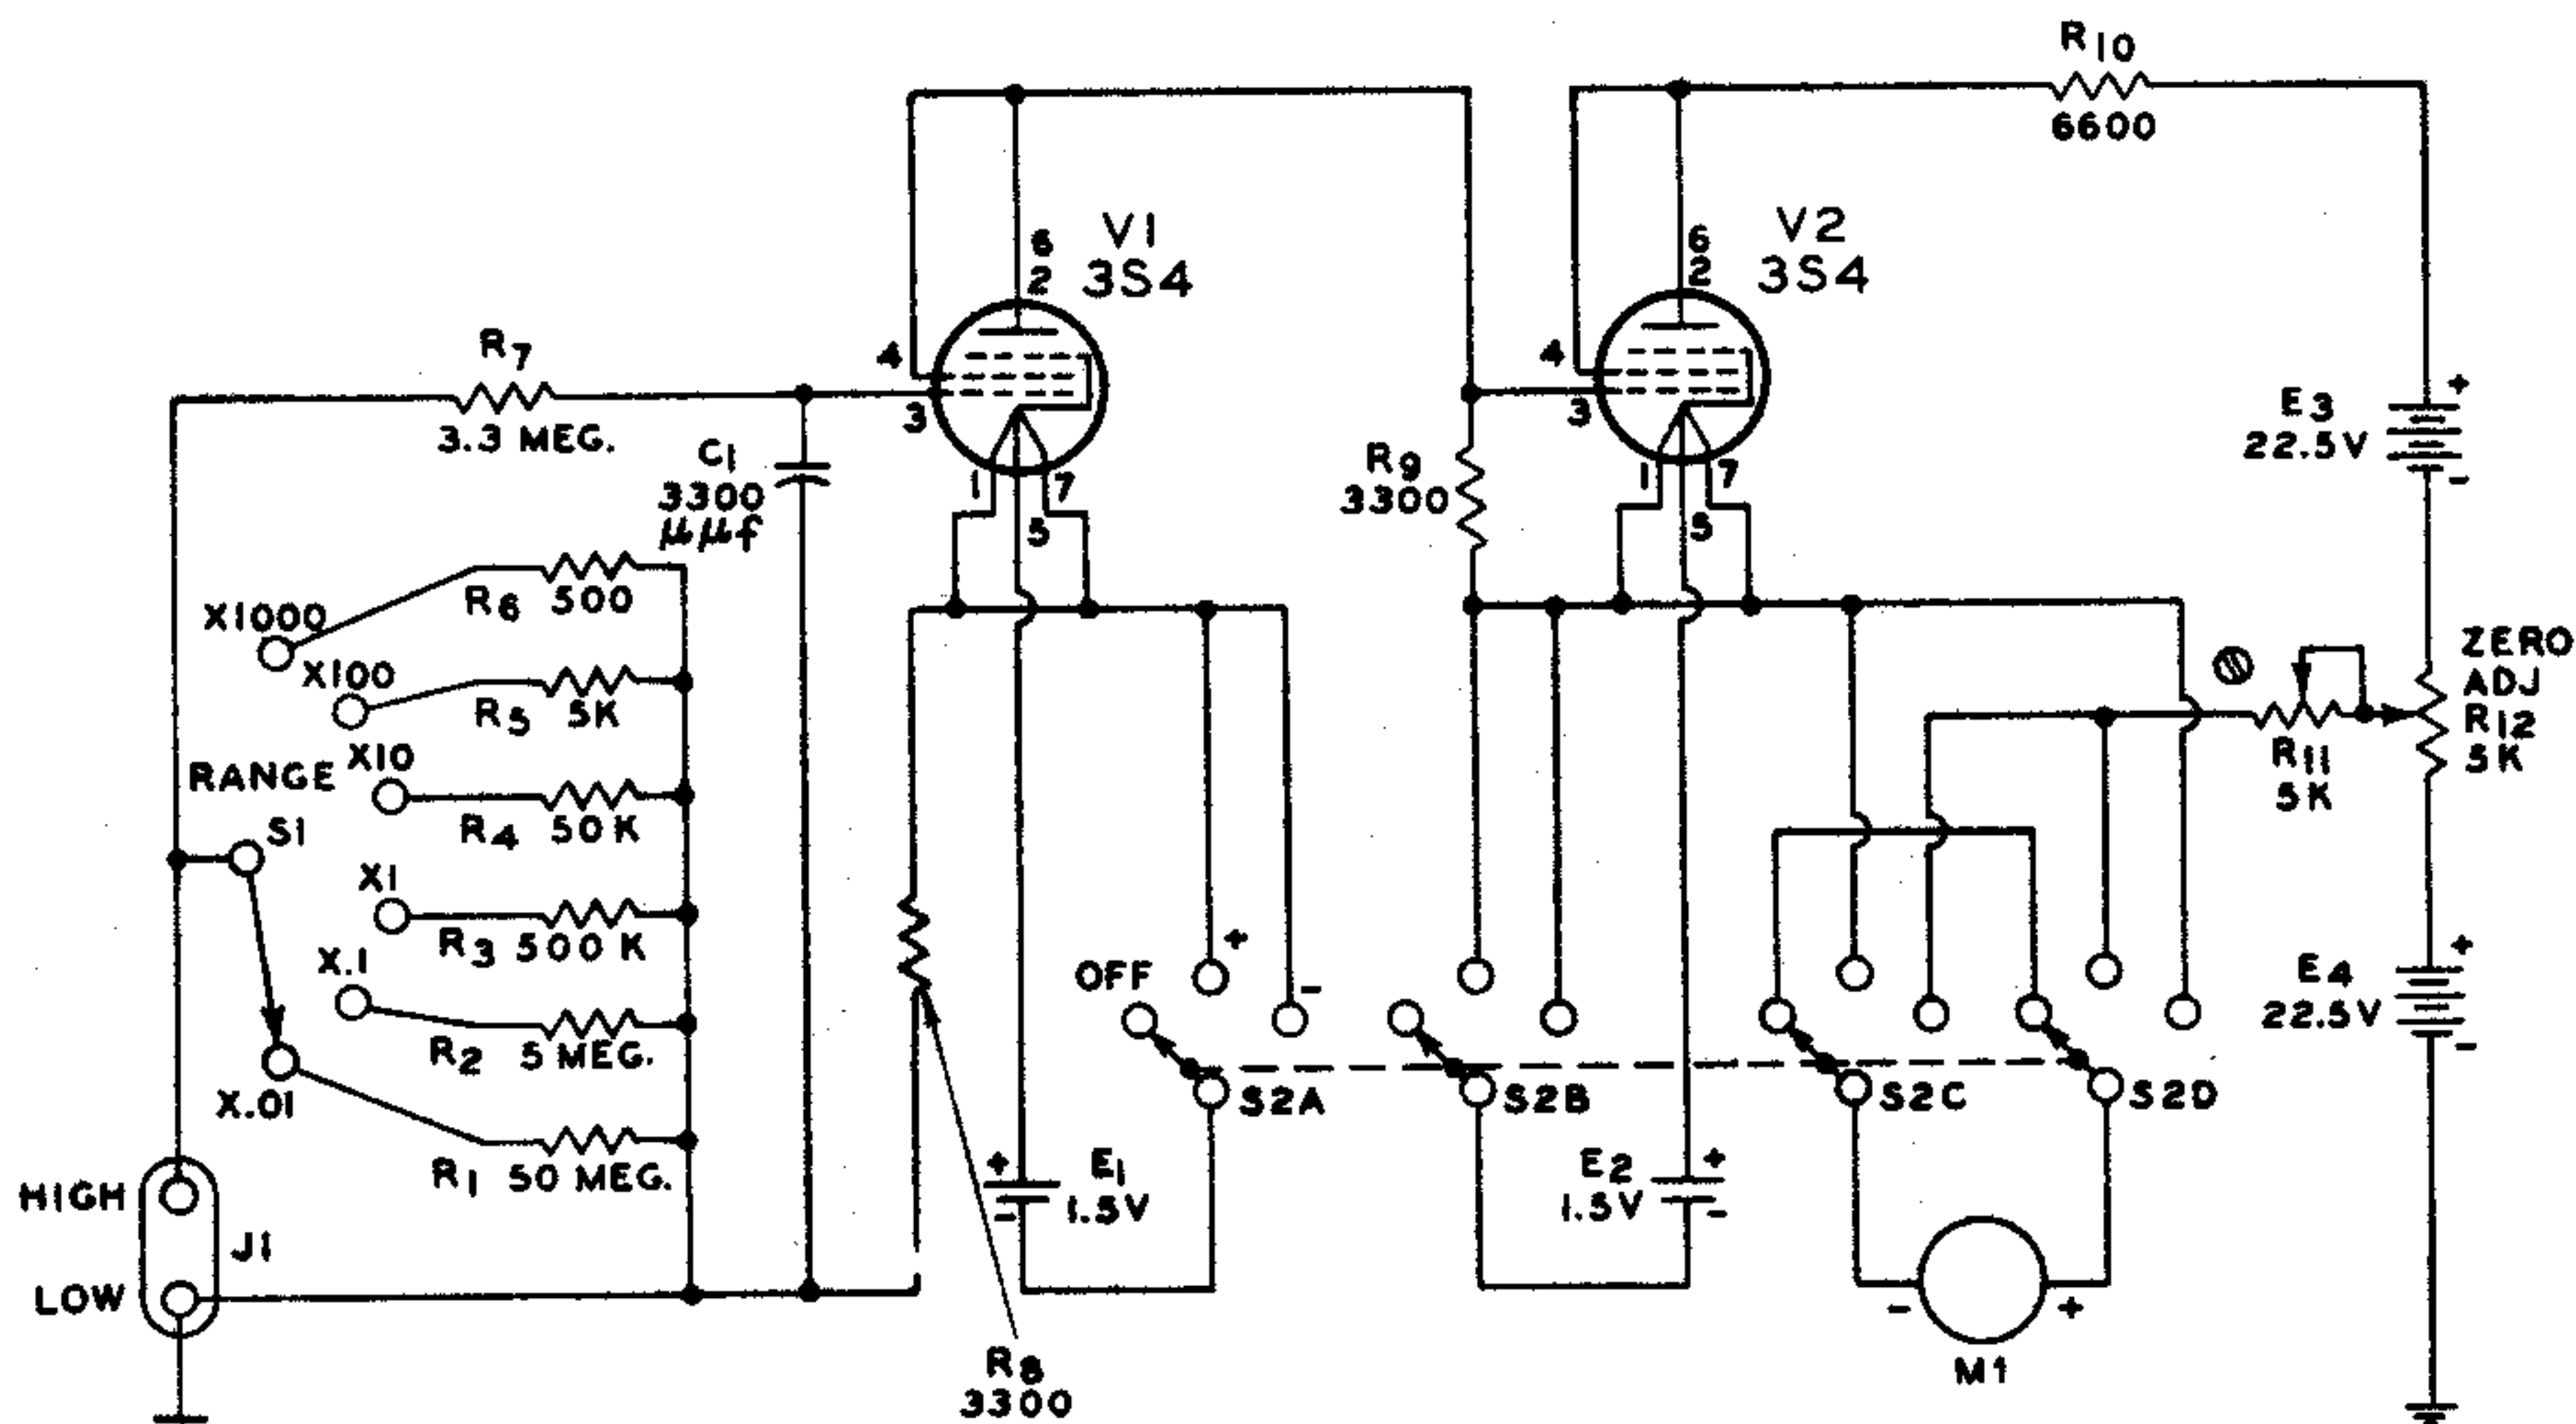 R10
6600
V1
3S4
6
2
4
3
1
7
5
V2
3S4
6
2
4
3
1
7
5
R7
3.3 MEG.
C1
3300
μμf
R9
3300
E3
22.5V
+
-
X1000
R6 500
X100
R5 5K
X10
R4 50K
RANGE
S1
X1
R3 500 K
X.1
R2 5 MEG.
X.01
R1 50 MEG.
HIGH
J1
LOW
R8
3300
OFF
+
-
S2A
S2B
S2C
S2D
+
E1
1.5V
-
E2
1.5V
+
-
-
+
M1
ZERO
ADJ
R12
5K
R11
5K
E4
22.5V
+
-